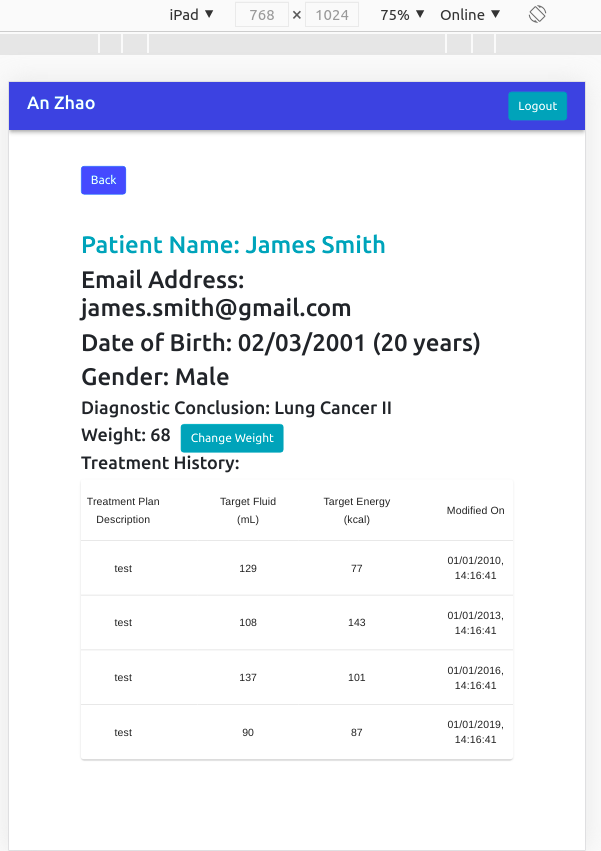 iPad ▼ 768 × 1024 75% ▼ Online ▼
An Zhao Logout
Back
Patient Name: James Smith
Email Address:
james.smith@gmail.com
Date of Birth: 02/03/2001 (20 years)
Gender: Male
Diagnostic Conclusion: Lung Cancer II
Weight: 68 Change Weight
Treatment History:
Treatment Plan Target Fluid Target Energy Modified On
Description (mL) (kcal)
test 129 77 01/01/2010,
14:16:41
test 108 143 01/01/2013,
14:16:41
test 137 101 01/01/2016,
14:16:41
test 90 87 01/01/2019,
14:16:41